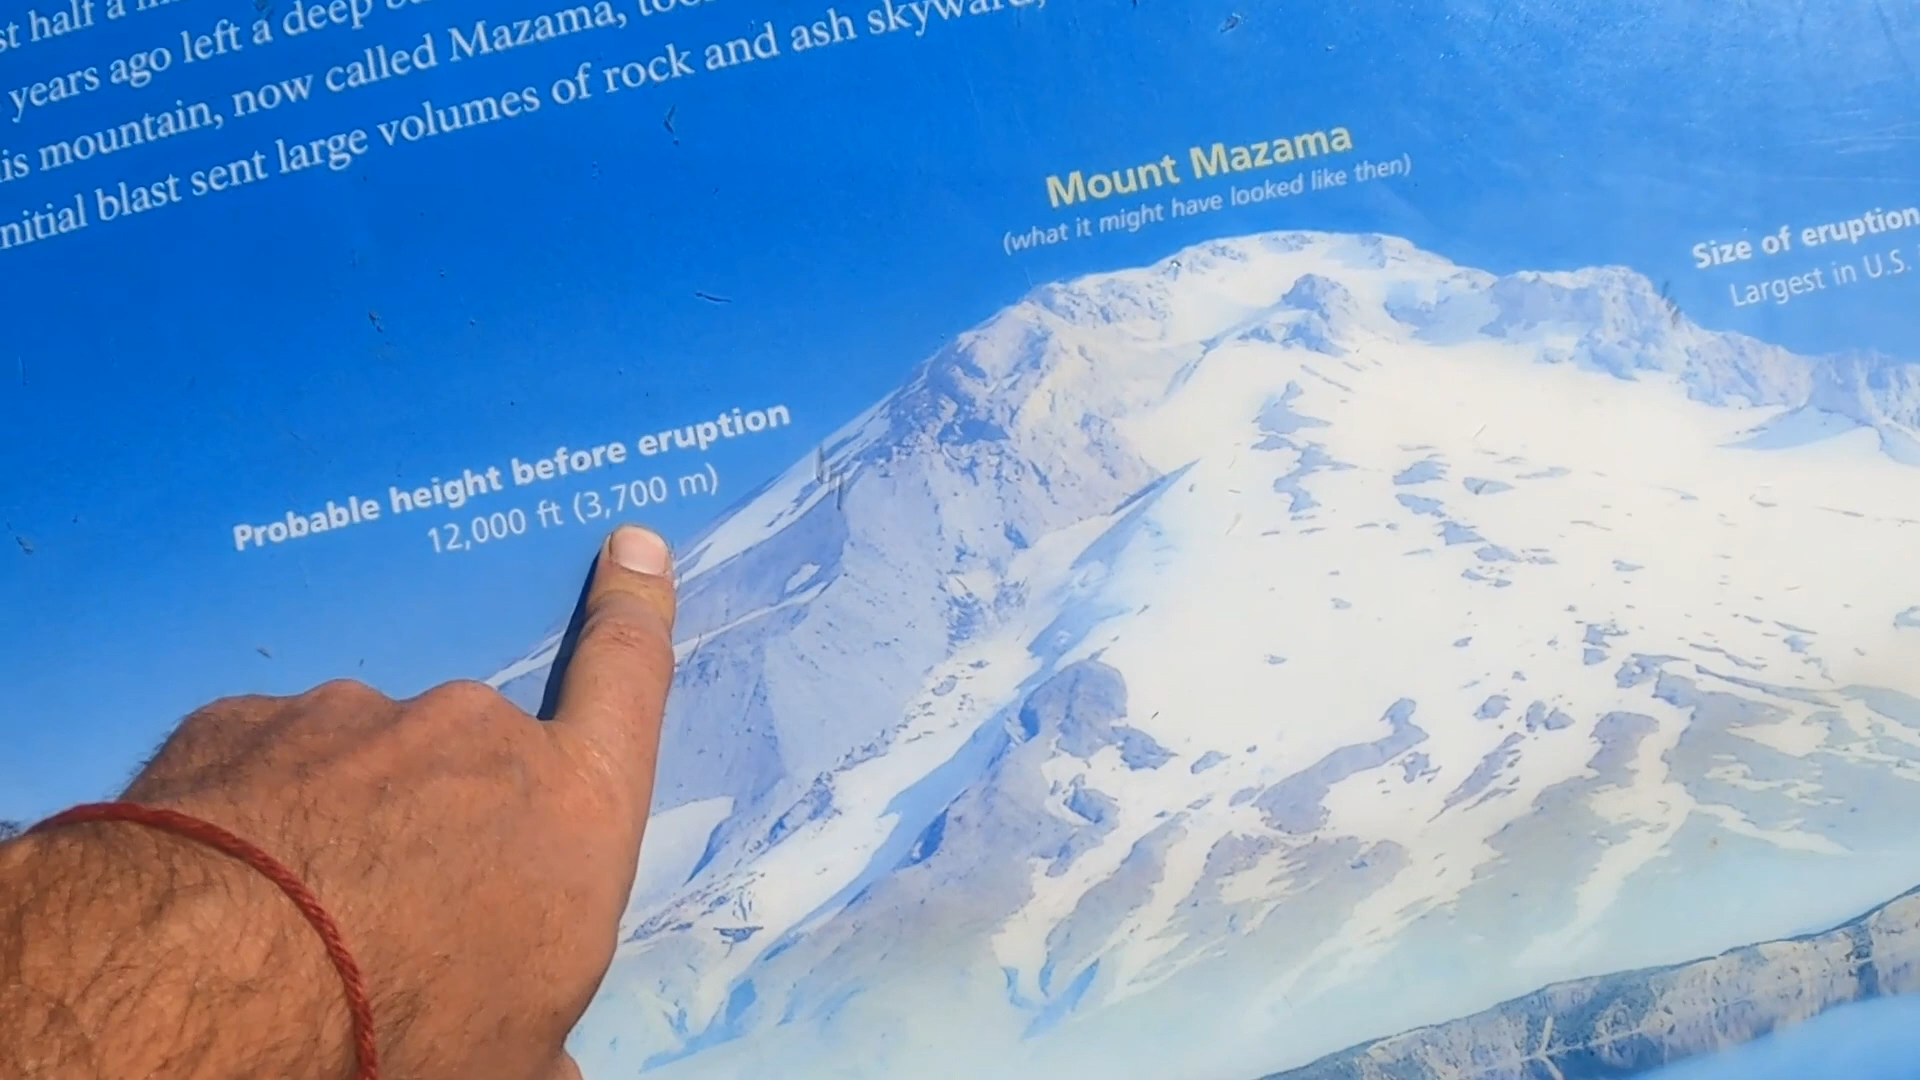 half a
years ago left a deep
is mountain, now called Mazama,
nitial blast sent large volumes of rock and ash skyward,
Mount Mazama
(what it might have looked like then)
Size of eruption
Largest in U.S.
Probable height before eruption
12,000 ft (3,700 m)